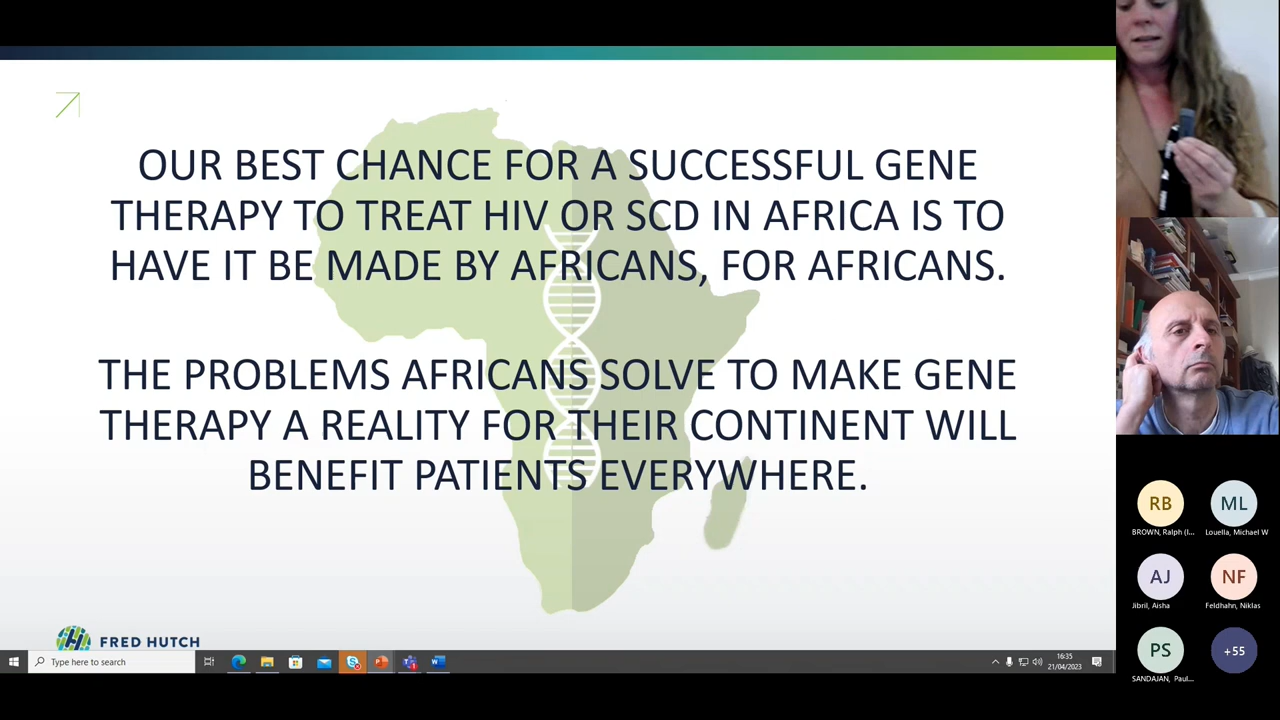 OUR BEST CHANCE FOR A SUCCESSFUL GENE
THERAPY TO TREAT HIV OR SCD IN AFRICA IS TO
HAVE IT BE MADE BY AFRICANS, FOR AFRICANS.
THE PROBLEMS AFRICANS SOLVE TO MAKE GENE
THERAPY A REALITY FOR THEIR CONTINENT WILL
BENEFIT PATIENTS EVERYWHERE.
FRED HUTCH
Type here to search
16:35
21/04/2023
RB
ML
BROWN, Ralph (I...
Louella, Michael W
AJ
NF
Jibril, Aisha
Feldhahn, Niklas
PS
+55
SANDAJAN, Paul...